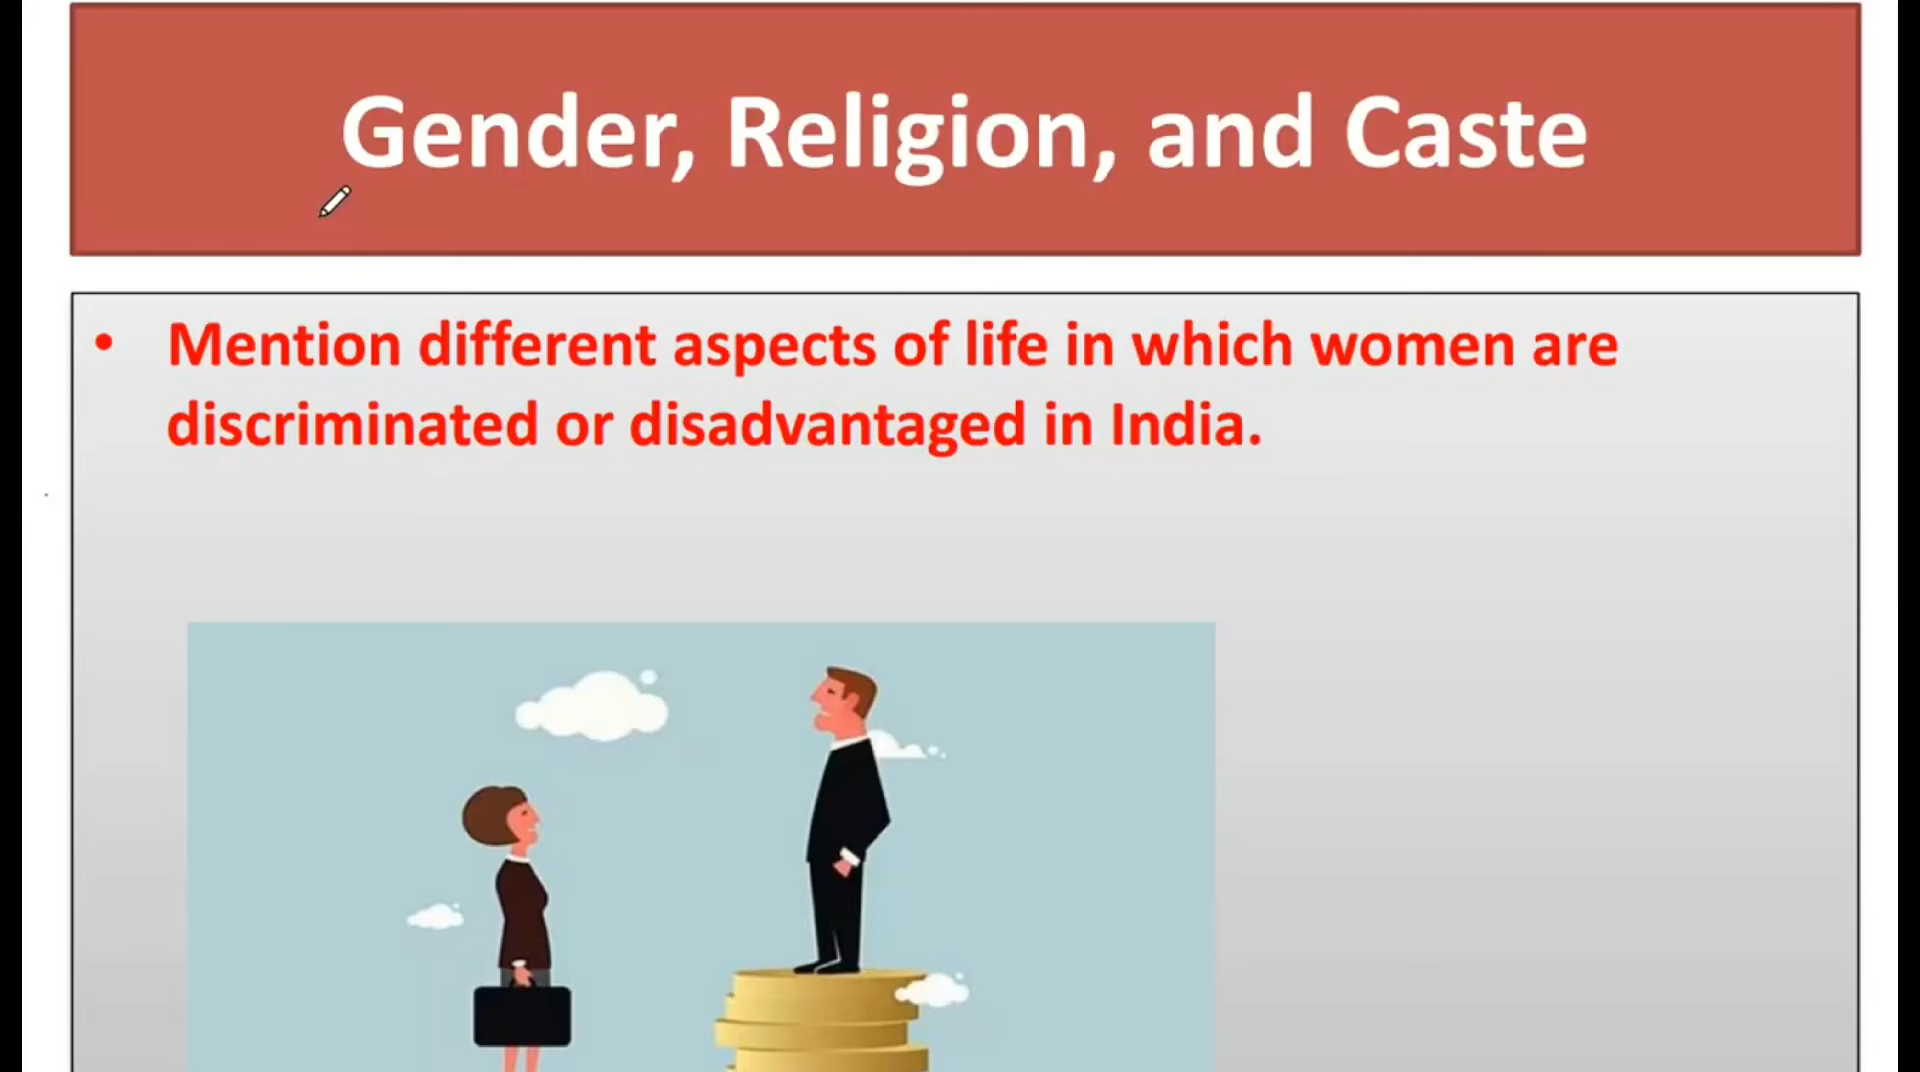 Gender, Religion, and Caste
• Mention different aspects of life in which women are
discriminated or disadvantaged in India.